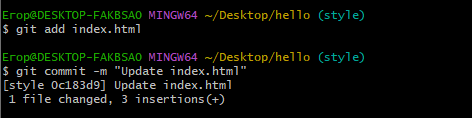 Erop@DESKTOP-FAKBSAO MINGW64 ~/Desktop/hello (style)
$ git add index.html
Erop@DESKTOP-FAKBSAO MINGW64 ~/Desktop/hello (style)
$ git commit -m "Update index.html"
[style 0c183d9] Update index.html
1 file changed, 3 insertions(+)